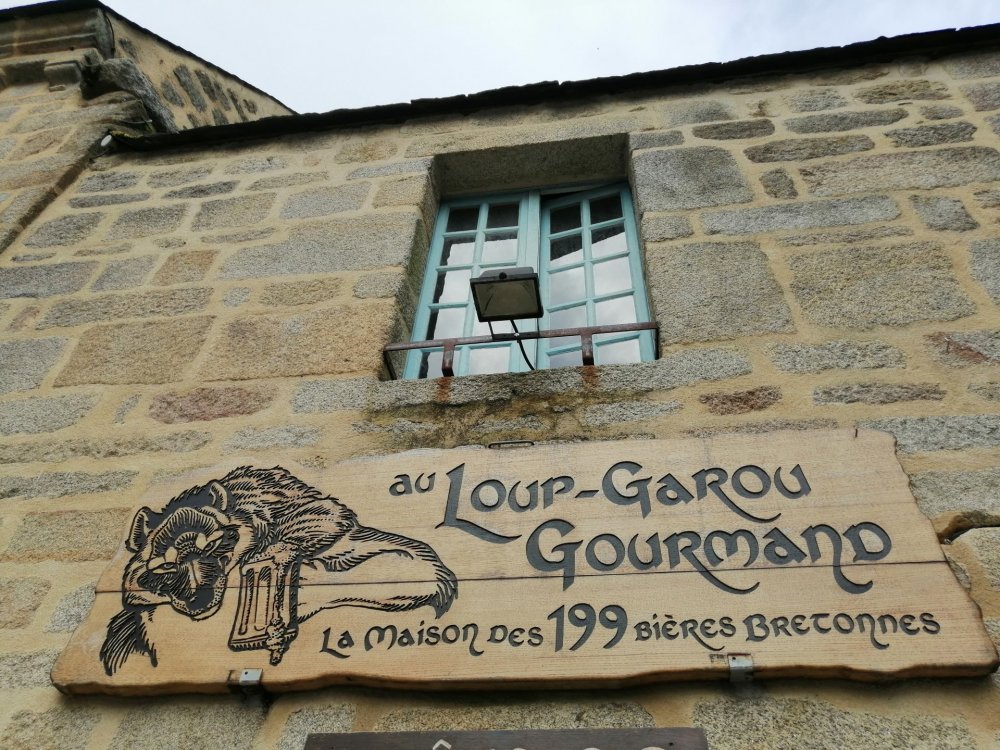 au Loup-Garou
Gourmand
La Maison des 199 bières Bretonnes